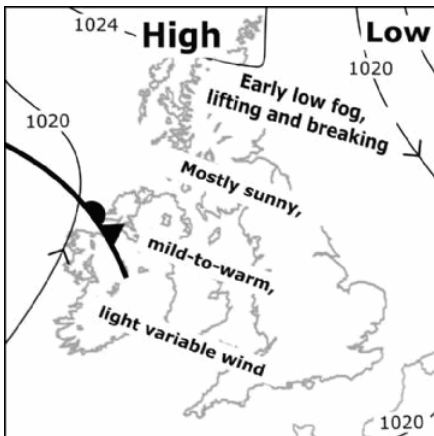 1024
High
Low
1020
Early low fog,
lifting and breaking
1020
Mostly sunny,
mild-to-warm,
light variable wind
1020